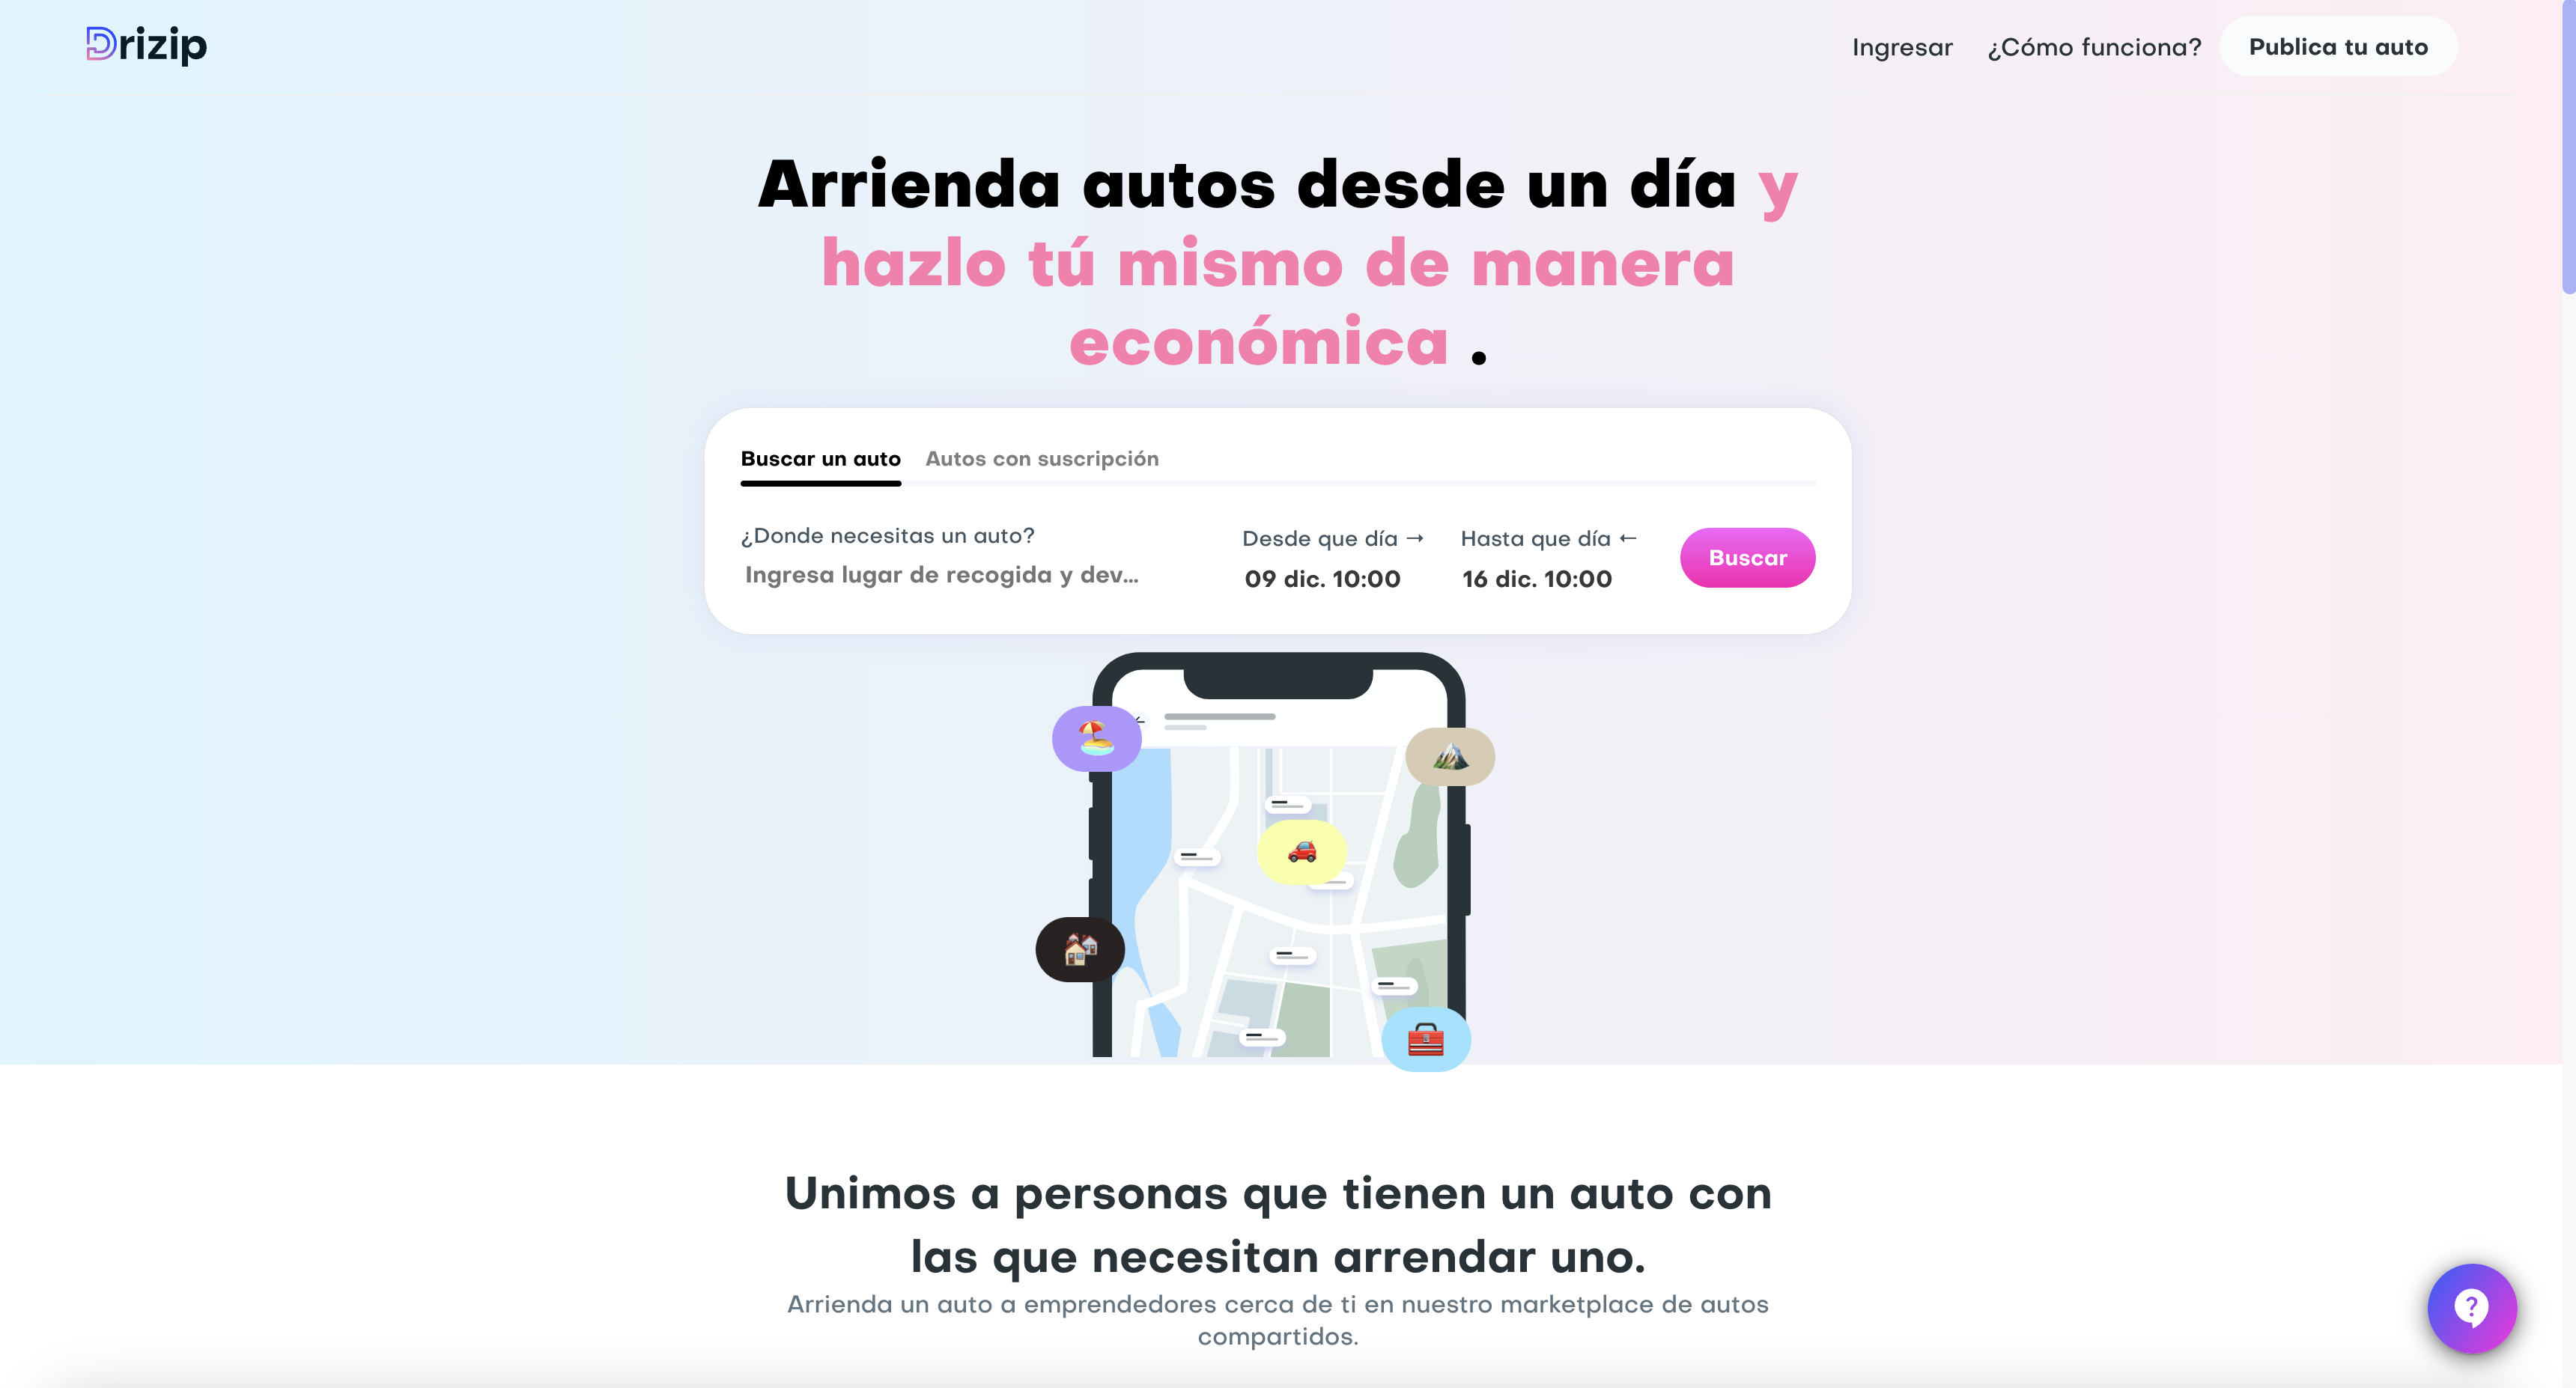 Drizip
Ingresar
¿Cómo funciona?
Publica tu auto
Arrienda autos desde un día y
hazlo tú mismo de manera
económica .
Buscar un auto
Autos con suscripción
¿Donde necesitas un auto?
Ingresa lugar de recogida y dev...
Desde que día →
09 dic. 10:00
Hasta que día ←
16 dic. 10:00
Buscar
Unimos a personas que tienen un auto con
las que necesitan arrendar uno.
Arrienda un auto a emprendedores cerca de ti en nuestro marketplace de autos
compartidos.